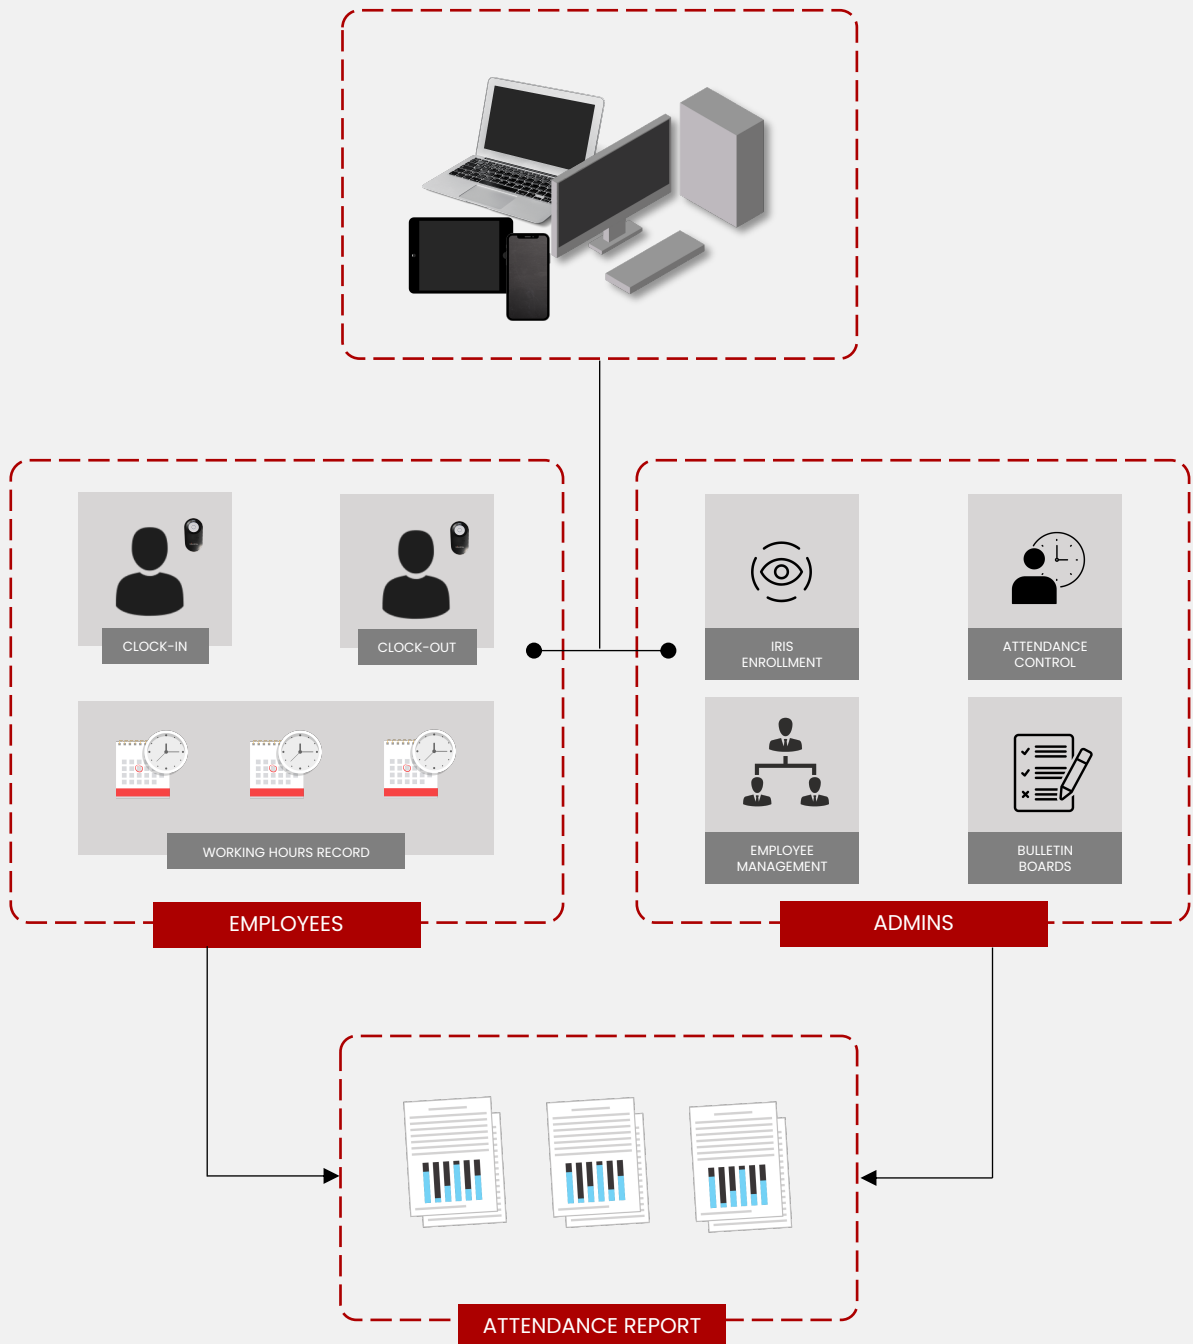 CLOCK-IN
CLOCK-OUT
WORKING HOURS RECORD
EMPLOYEES
IRIS
ENROLLMENT
ATTENDANCE
CONTROL
EMPLOYEE
MANAGEMENT
BULLETIN
BOARDS
ADMINS
ATTENDANCE REPORT